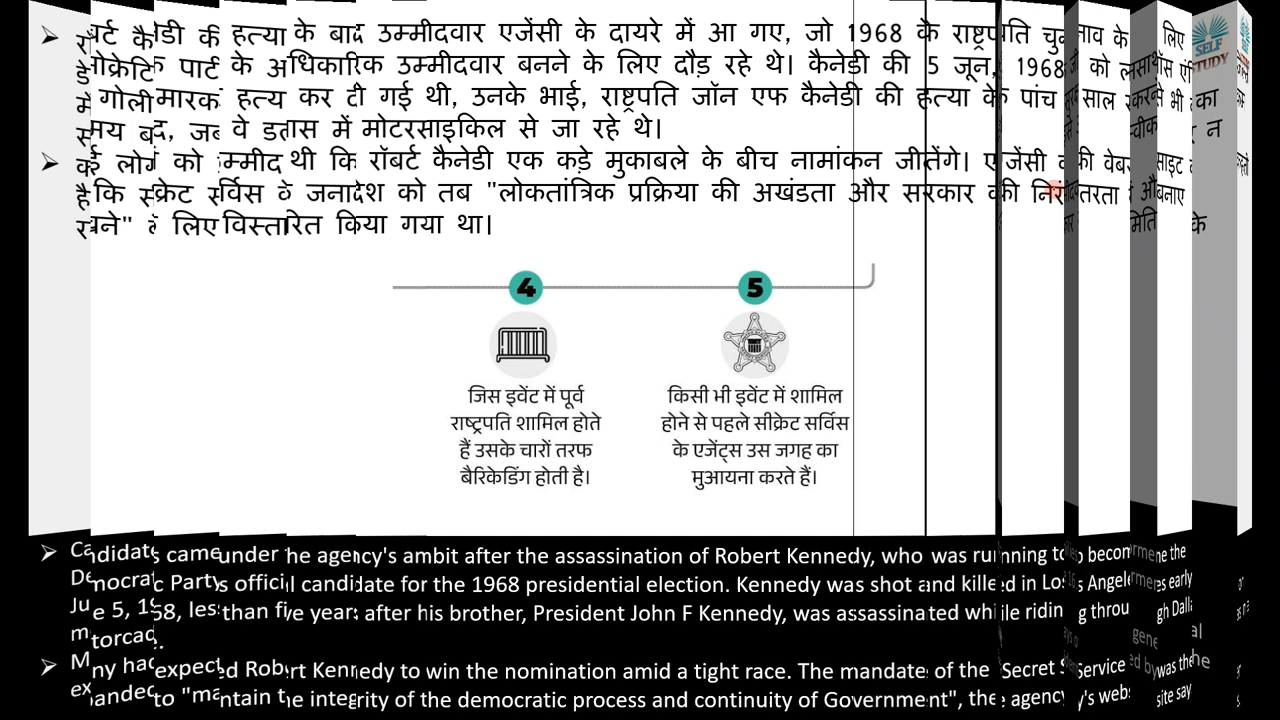 रॉबर्ट कैनेडी की हत्या के बाद उम्मीदवार एजेंसी के दायरे में आ गए, जो 1968 के राष्ट्रपति चुनाव के लिए
डेमोक्रेटिक पार्टी के अधिकारिक उम्मीदवार बनने के लिए दौड़ रहे थे। कैनेडी की 5 जून, 1968 को लॉस
में गोली मारकर हत्या कर दी गई थी, उनके भाई, राष्ट्रपति जॉन एफ कैनेडी की हत्या के पांच साल से भी
समय बाद, जब वे डलास में मोटरसाइकिल से जा रहे थे।
कई लोगों को उम्मीद थी कि रॉबर्ट कैनेडी एक कड़े मुकाबले के बीच नामांकन जीतेंगे। एजेंसी की वेबसाइट
है कि सीक्रेट सर्विस के जनादेश को तब "लोकतांत्रिक प्रक्रिया की अखंडता और सरकार की निरंतरता बनाए
रखने" के लिए विस्तारित किया गया था।
SELF
STUDY
4
5
जिस इवेंट में पूर्व
राष्ट्रपति शामिल होते
हैं उसके चारों तरफ
बैरिकेडिंग होती है।
किसी भी इवेंट में शामिल
होने से पहले सीक्रेट सर्विस
के एजेंट्स उस जगह का
मुआयना करते हैं।
Candidates came under the agency's ambit after the assassination of Robert Kennedy, who was running to become the
Democratic Party's official candidate for the 1968 presidential election. Kennedy was shot and killed in Los Angeles early
June 5, 1968, less than five years after his brother, President John F Kennedy, was assassinated while riding through Dallas
motorcade.
Many had expected Robert Kennedy to win the nomination amid a tight race. The mandate of the Secret Service was then
expanded to "maintain the integrity of the democratic process and continuity of Government", the agency's website say